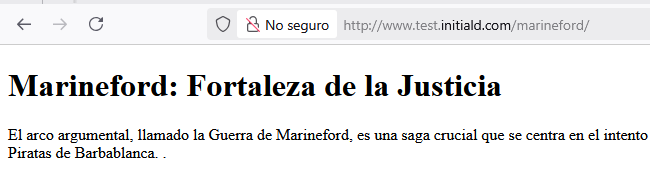 No seguro http://www.test.initiald.com/marineford/
Marineford: Fortaleza de la Justicia
El arco argumental, llamado la Guerra de Marineford, es una saga crucial que se centra en el intento
Piratas de Barbablanca. .